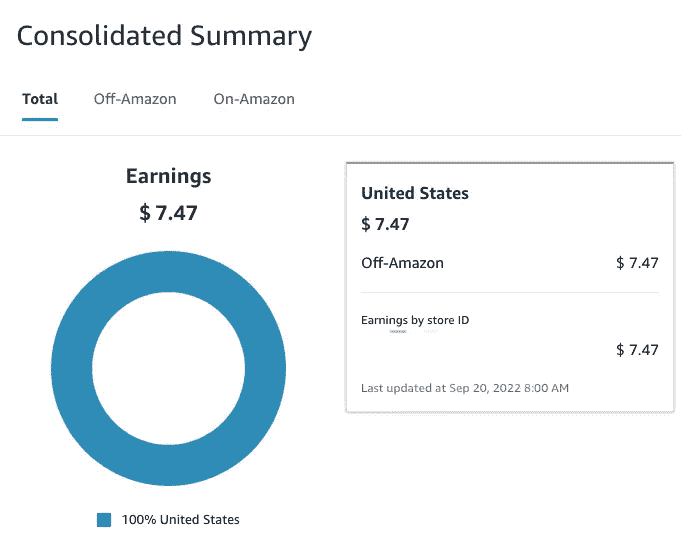 Consolidated Summary
Total Off-Amazon On-Amazon
Earnings
$ 7.47
100% United States
United States
$ 7.47
Off-Amazon $ 7.47
Earnings by store ID
$ 7.47
Last updated at Sep 20, 2022 8:00 AM